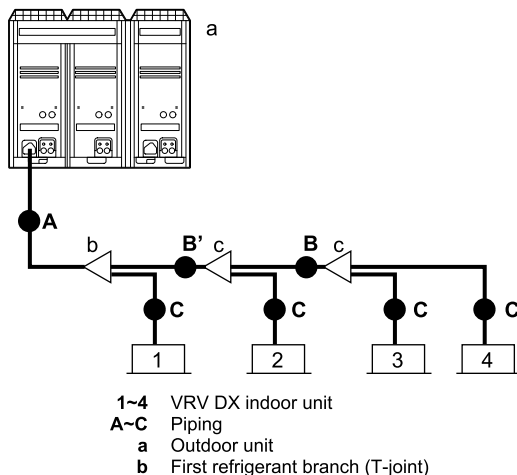 a
A
b
B’
c
B
c
C
C
C
C
1
2
3
4
1~4 VRV DX indoor unit
A~C Piping
a Outdoor unit
b First refrigerant branch (T-joint)